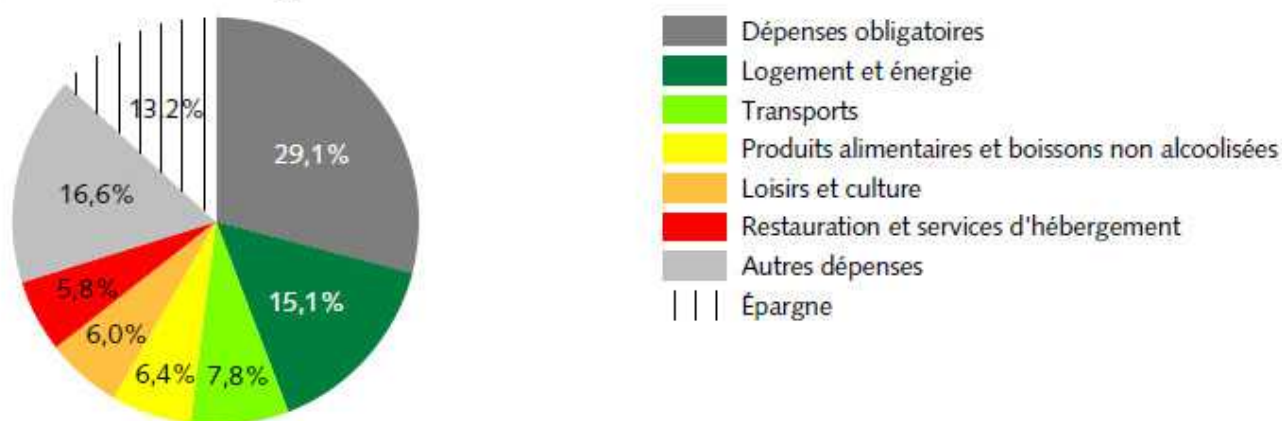 13.2%
29,1%
16,6%
15,1%
5,8%
6,0%
6,4%
7,8%
Dépenses obligatoires
Logement et énergie
Transports
Produits alimentaires et boissons non alcoolisées
Loisirs et culture
Restauration et services d'hébergement
Autres dépenses
Épargne